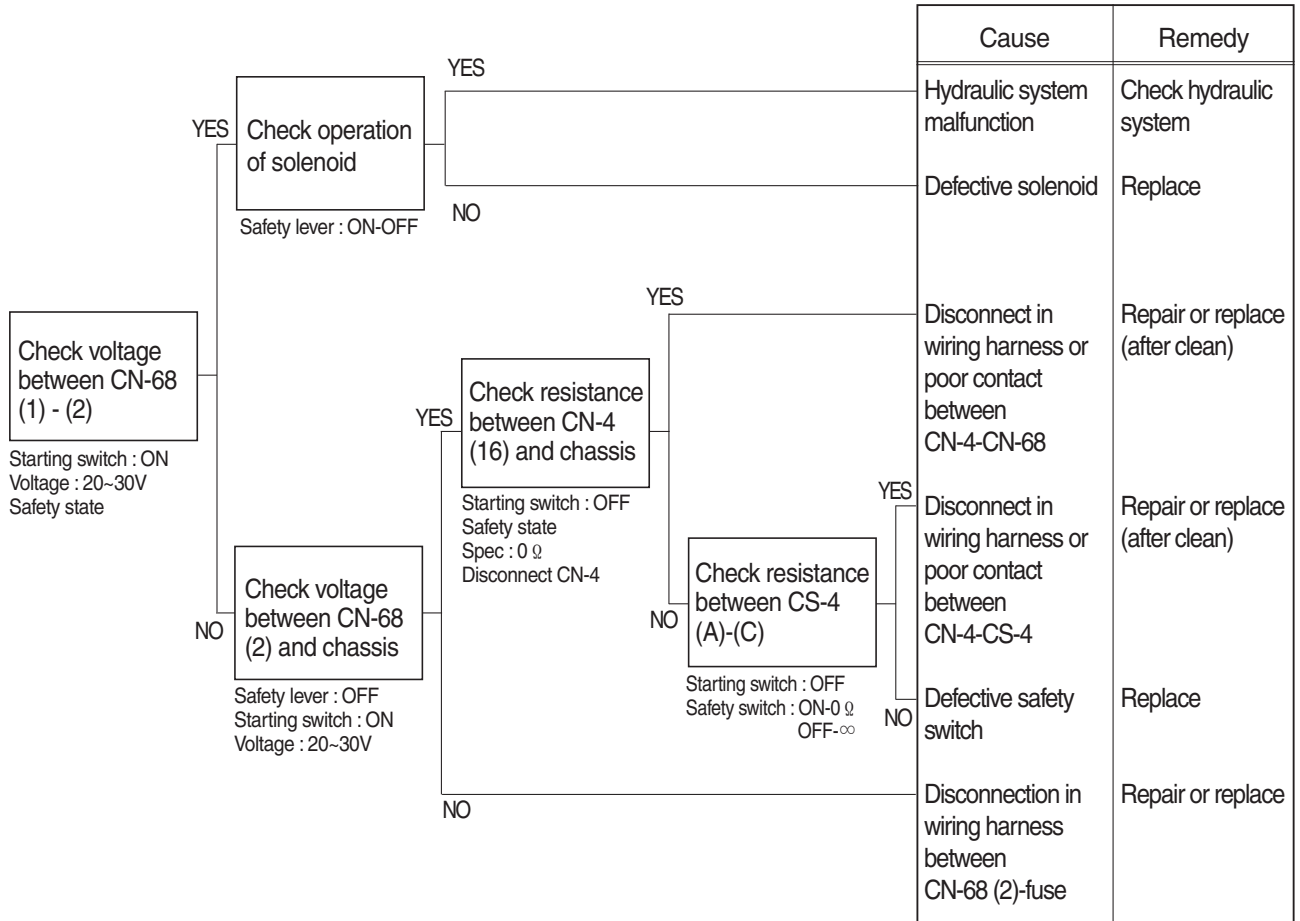 Cause
Remedy
YES
Hydraulic system
malfunction
Check hydraulic
system
YES
Check operation
of solenoid
Safety lever : ON-OFF
NO
Defective solenoid
Replace
Check voltage
between CN-68
(1) - (2)
Starting switch : ON
Voltage : 20~30V
Safety state
YES
Disconnect in
wiring harness or
poor contact
between
CN-4-CN-68
Repair or replace
(after clean)
YES
Check resistance
between CN-4
(16) and chassis
Starting switch : OFF
Safety state
Spec : 0 Ω
Disconnect CN-4
YES
Disconnect in
wiring harness or
poor contact
between
CN-4-CS-4
Repair or replace
(after clean)
NO
Check voltage
between CN-68
(2) and chassis
Safety lever : OFF
Starting switch : ON
Voltage : 20~30V
NO
Check resistance
between CS-4
(A)-(C)
Starting switch : OFF
Safety switch : ON-0 Ω
OFF-∞
NO
Defective safety
switch
Replace
NO
Disconnection in
wiring harness
between
CN-68 (2)-fuse
Repair or replace